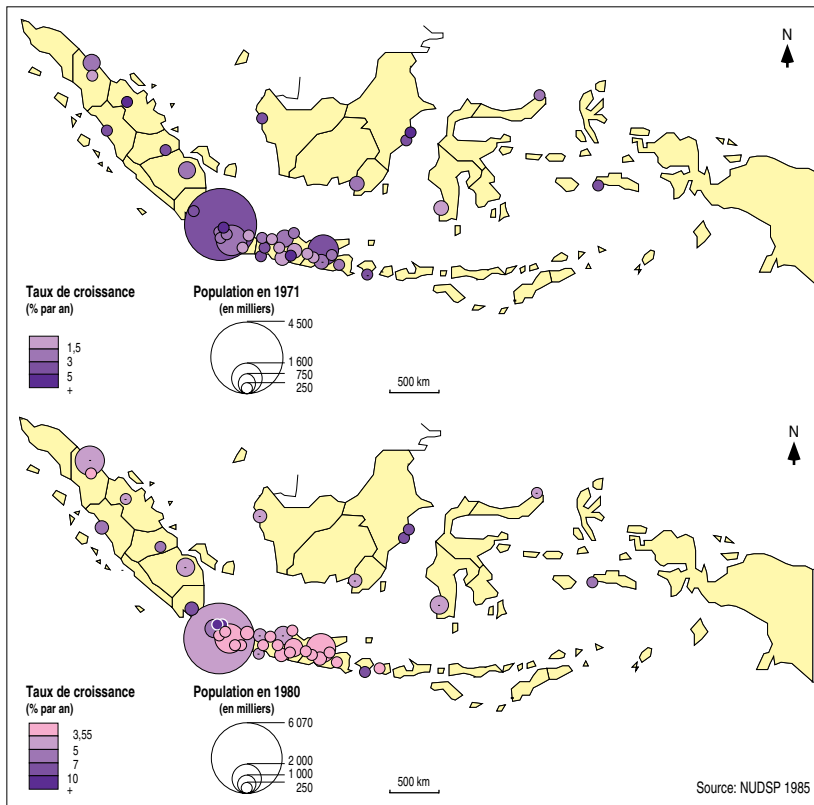 N
Taux de croissance
(% par an)
1,5
3
5
+
Population en 1971
(en milliers)
4 500
1 600
750
250
500 km
N
Taux de croissance
(% par an)
3,55
5
7
10
+
Population en 1980
(en milliers)
6 070
2 000
1 000
250
500 km
Source: NUDSP 1985